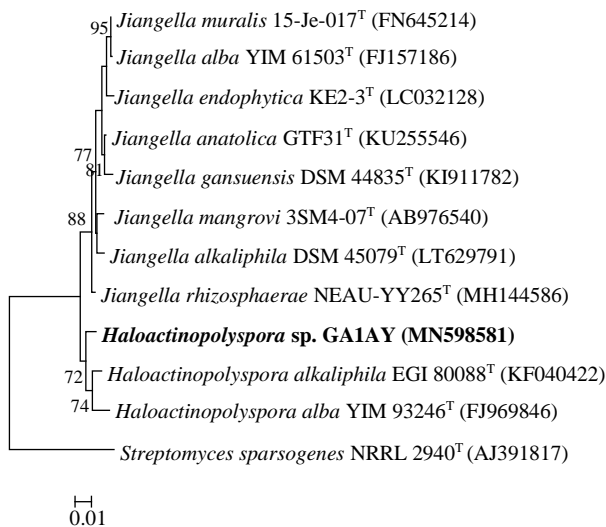 95
Jiangella muralis 15-Je-017ᵀ (FN645214)
Jiangella alba YIM 61503ᵀ (FJ157186)
Jiangella endophytica KE2-3ᵀ (LC032128)
Jiangella anatolica GTF31ᵀ (KU255546)
77
81
Jiangella gansuensis DSM 44835ᵀ (KI911782)
88
Jiangella mangrovi 3SM4-07ᵀ (AB976540)
Jiangella alkaliphila DSM 45079ᵀ (LT629791)
Jiangella rhizosphaerae NEAU-YY265ᵀ (MH144586)
Haloactinopolyspora sp. GA1AY (MN598581)
72
Haloactinopolyspora alkaliphila EGI 80088ᵀ (KF040422)
74
Haloactinopolyspora alba YIM 93246ᵀ (FJ969846)
Streptomyces sparsogenes NRRL 2940ᵀ (AJ391817)
0.01